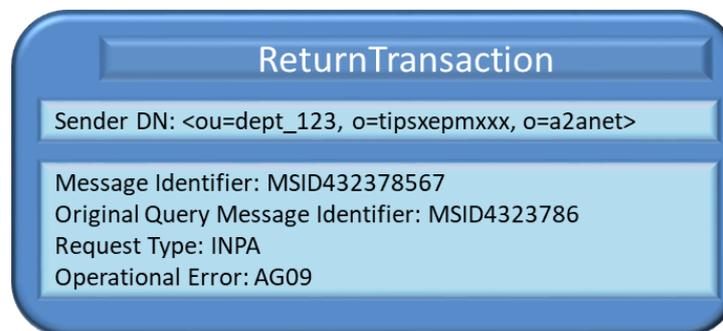 ReturnTransaction
Sender DN: <ou=dept_123, o=tipsxepmxxx, o=a2anet>
Message Identifier: MSID432378567
Original Query Message Identifier: MSID4323786
Request Type: INPA
Operational Error: AG09